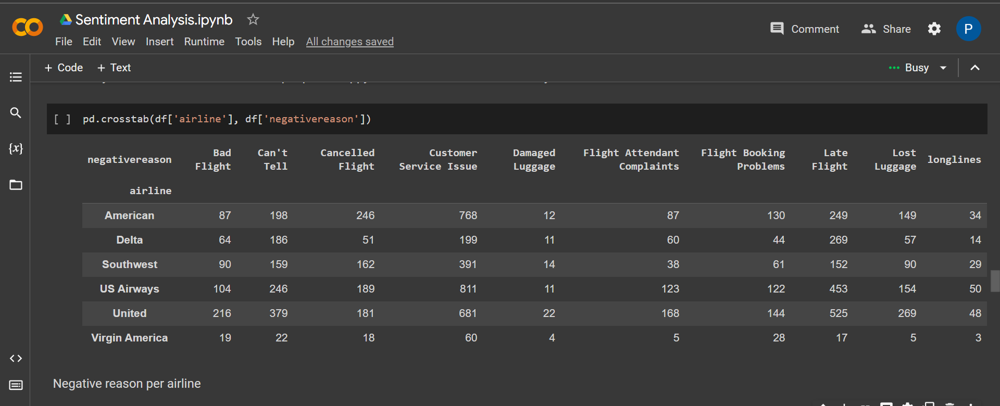 Sentiment Analysis.ipynb
Comment Share P
File Edit View Insert Runtime Tools Help All changes saved
+ Code + Text Busy
[ ] pd.crosstab(df['airline'], df['negativereason'])
negativereason Bad Flight Can't Tell Cancelled Flight Customer Service Issue Damaged Luggage Flight Attendant Complaints Flight Booking Problems Late Flight Lost Luggage longlines
airline
American 87 198 246 768 12 87 130 249 149 34
Delta 64 186 51 199 11 60 44 269 57 14
Southwest 90 159 162 391 14 38 61 152 90 29
US Airways 104 246 189 811 11 123 122 453 154 50
United 216 379 181 681 22 168 144 525 269 48
Virgin America 19 22 18 60 4 5 28 17 5 3
Negative reason per airline